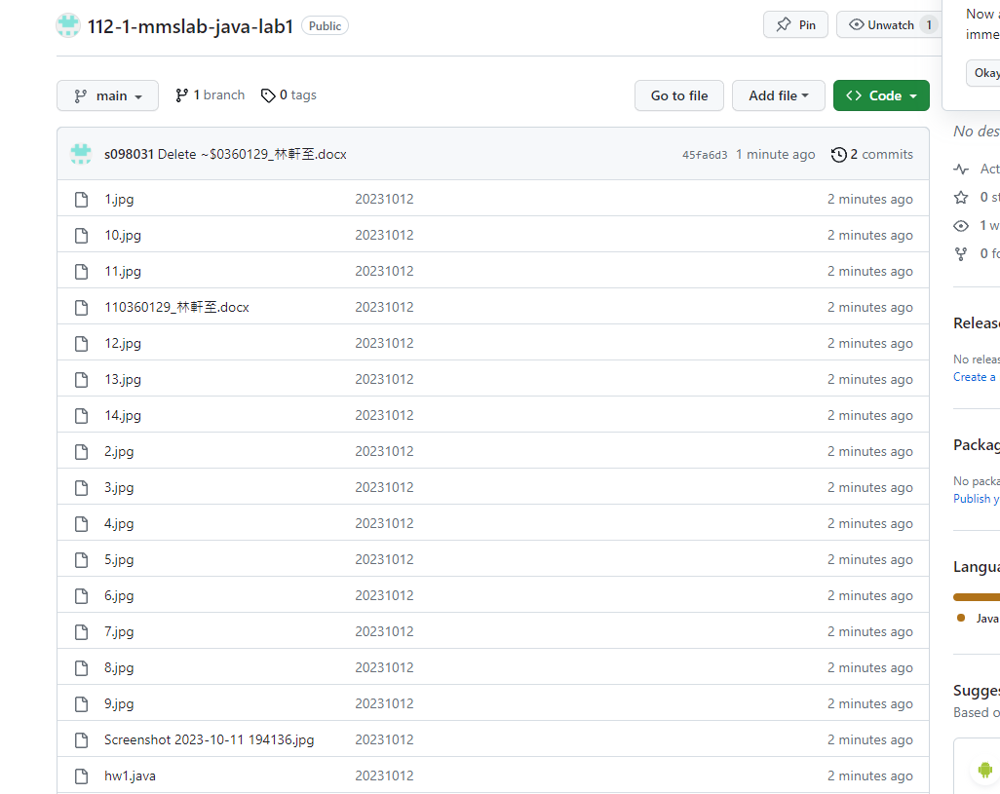 Now
imme
112-1-mmslab-java-lab1 Public Pin Unwatch 1
Okay
main 1 branch 0 tags Go to file Add file Code
No des
s098031 Delete ~$0360129_林軒至.docx 45fa6d3 1 minute ago 2 commits
Act
1.jpg 20231012 2 minutes ago
0 st
10.jpg 20231012 2 minutes ago
1 w
11.jpg 20231012 2 minutes ago
0 fo
110360129_林軒至.docx 20231012 2 minutes ago
Release
12.jpg 20231012 2 minutes ago
No releas
Create a
13.jpg 20231012 2 minutes ago
14.jpg 20231012 2 minutes ago
Packag
2.jpg 20231012 2 minutes ago
No packa
Publish y
3.jpg 20231012 2 minutes ago
4.jpg 20231012 2 minutes ago
5.jpg 20231012 2 minutes ago
Langua
6.jpg 20231012 2 minutes ago
Java
7.jpg 20231012 2 minutes ago
8.jpg 20231012 2 minutes ago
Sugges
9.jpg 20231012 2 minutes ago
Based o
Screenshot 2023-10-11 194136.jpg 20231012 2 minutes ago
hw1.java 20231012 2 minutes ago